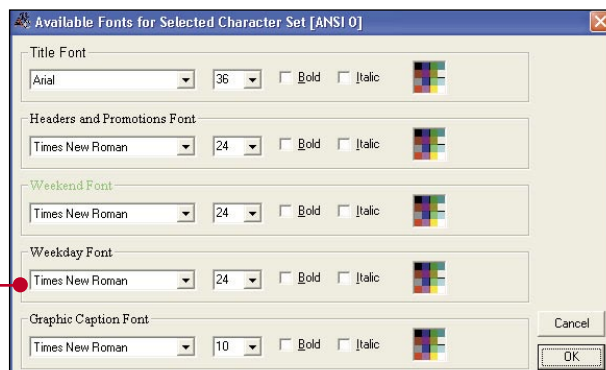 Available Fonts for Selected Character Set [ANSI 0]
Title Font
Arial 36 Bold Italic
Headers and Promotions Font
Times New Roman 24 Bold Italic
Weekend Font
Times New Roman 24 Bold Italic
Weekday Font
Times New Roman 24 Bold Italic
Graphic Caption Font
Times New Roman 10 Bold Italic
Cancel
OK